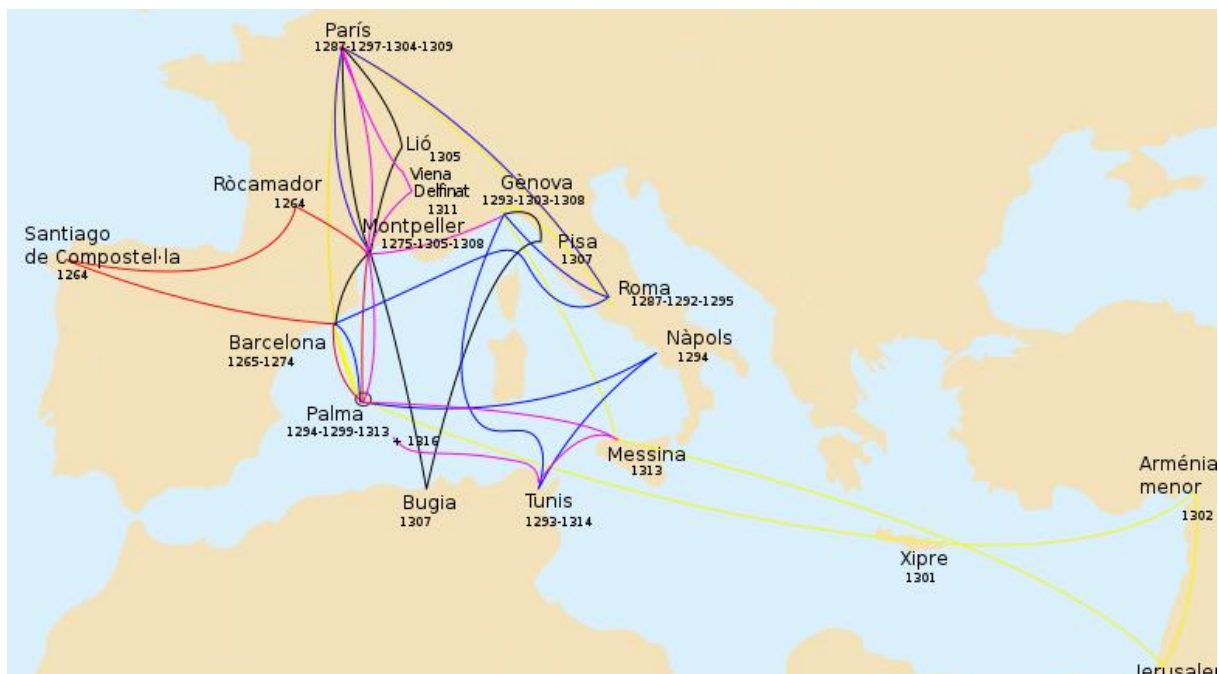 París
1287-1297-1304-1309
Lió
1305
Viena
Delfinat
1311
Ròcamador
1264
Gènova
1293-1303-1308
Montpeller
1275-1305-1308
Pisa
1307
Santiago
de Compostel·la
1264
Roma
1287-1292-1295
Barcelona
1265-1274
Nàpols
1294
Palma
1294-1299-1313
+ 1316
Messina
1313
Arménia
menor
1302
Bugia
1307
Tunis
1293-1314
Xipre
1301
Jerusalem